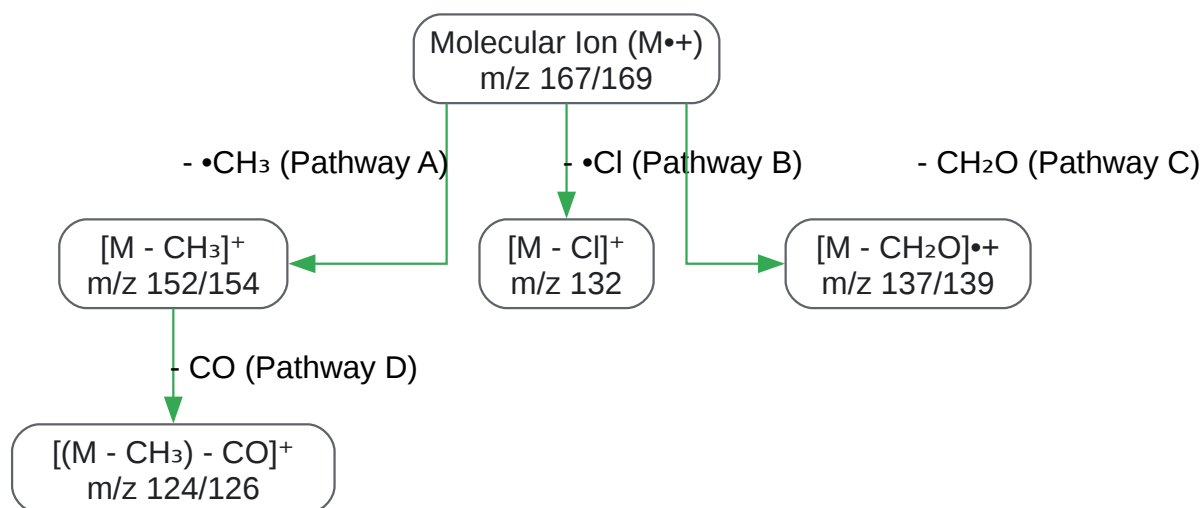 Molecular Ion (M•+)
m/z 167/169
- •CH₃ (Pathway A)
- •Cl (Pathway B)
- CH₂O (Pathway C)
[M - CH₃]⁺
m/z 152/154
[M - Cl]⁺
m/z 132
[M - CH₂O]•+
m/z 137/139
- CO (Pathway D)
[(M - CH₃) - CO]⁺
m/z 124/126